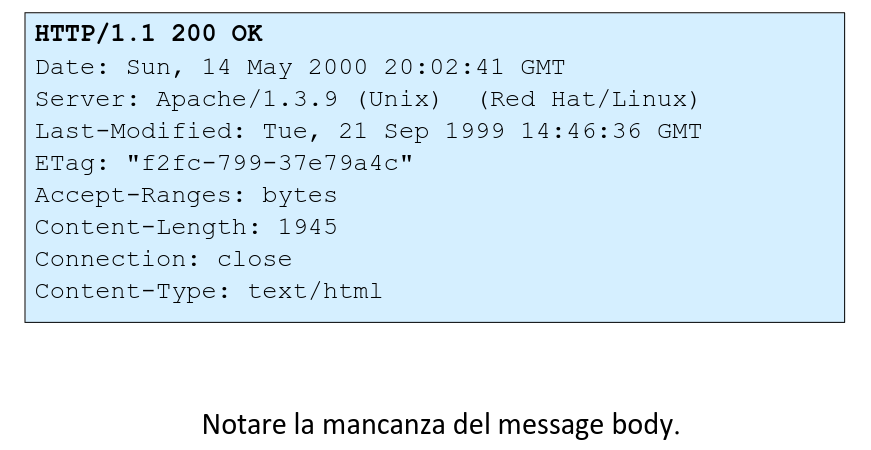 HTTP/1.1 200 OK
Date: Sun, 14 May 2000 20:02:41 GMT
Server: Apache/1.3.9 (Unix)  (Red Hat/Linux)
Last-Modified: Tue, 21 Sep 1999 14:46:36 GMT
ETag: "f2fc-799-37e79a4c"
Accept-Ranges: bytes
Content-Length: 1945
Connection: close
Content-Type: text/html
Notare la mancanza del message body.